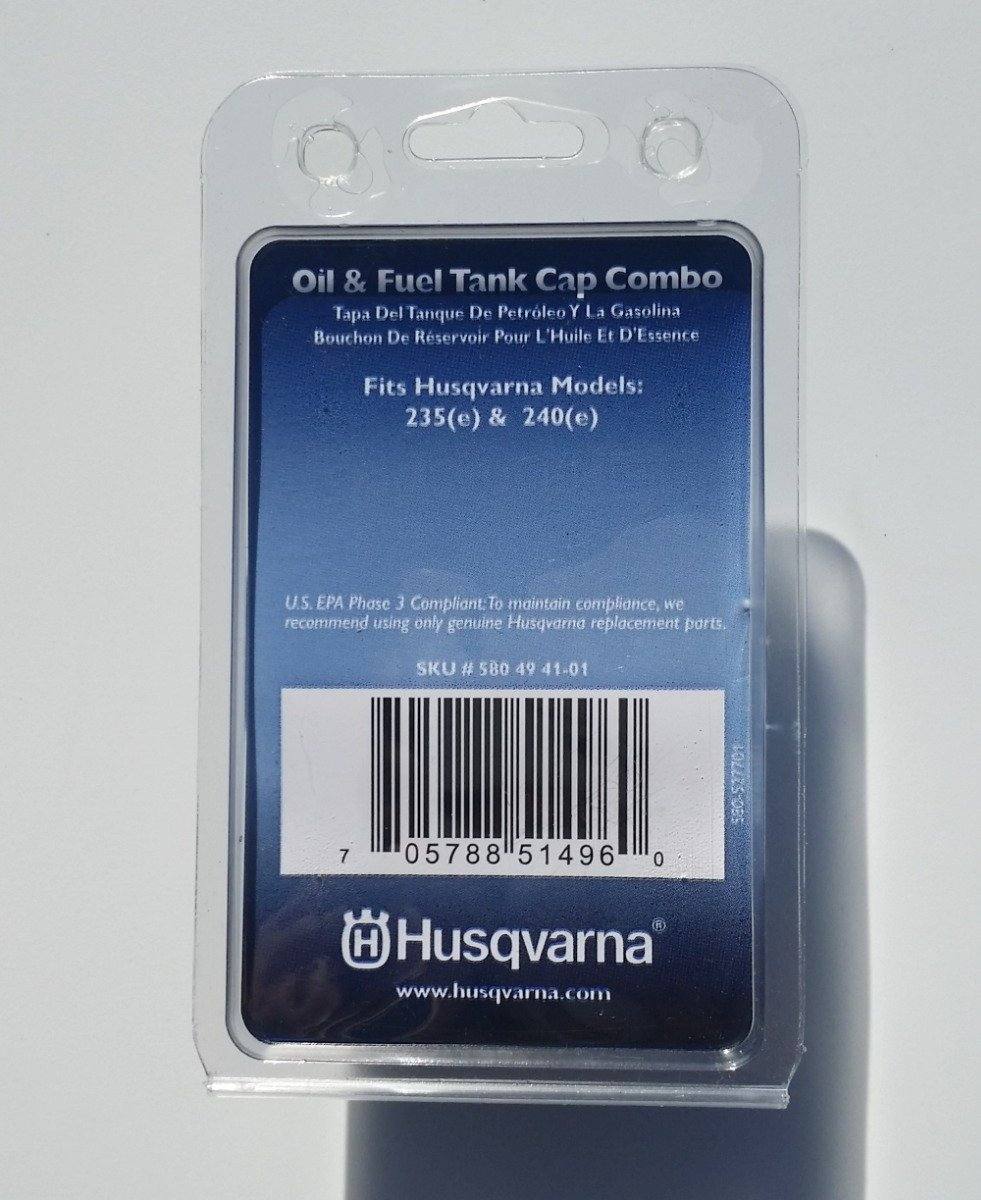 Oil & Fuel Tank Cap Combo
Tapa Del Tanque De Petróleo Y La Gasolina
Bouchon De Réservoir Pour L'Huile Et D'Essence
Fits Husqvarna Models:
235(e) & 240(e)
U.S. EPA Phase 3 Compliant. To maintain compliance, we
recommend using only genuine Husqvarna replacement parts.
SKU # 580 49 41-01
580-527701
7 05788 51496 0
H Husqvarna®
www.husqvarna.com